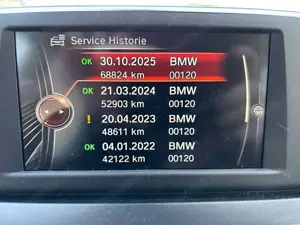 Service Historie
OK 30.10.2025 BMW
68824 km 00120
OK 21.03.2024 BMW
52903 km 00120
! 20.04.2023 BMW
48611 km 00120
OK 04.01.2022 BMW
42122 km 00120